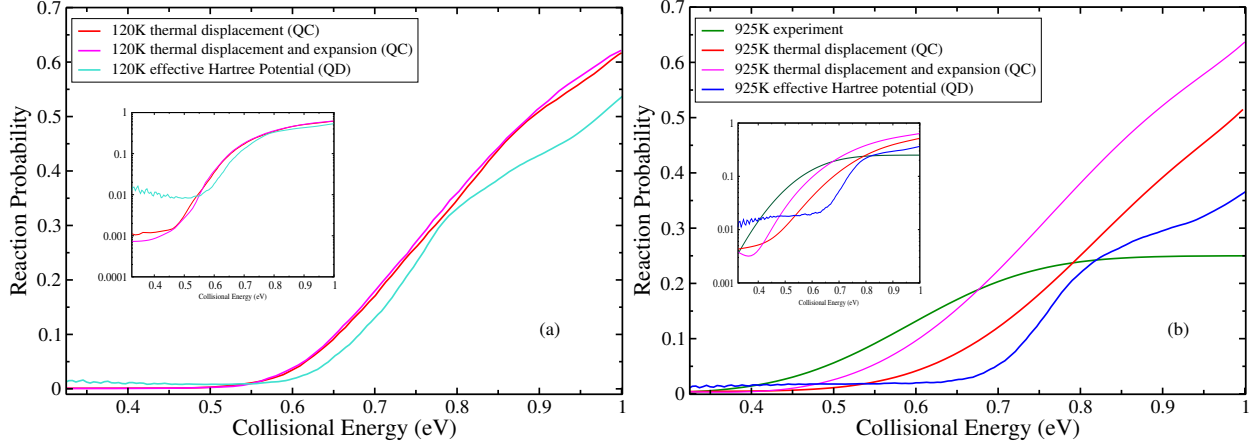 0.7
0.6
0.5
0.4
0.3
0.2
0.1
0
Reaction Probability
120K thermal displacement (QC)
120K thermal displacement and expansion (QC)
120K effective Hartree Potential (QD)
1
0.1
0.01
0.001
0.0001
0.4 0.5 0.6 0.7 0.8 0.9 1
Collisional Energy (eV)
(a)
0.4 0.5 0.6 0.7 0.8 0.9 1
Collisional Energy (eV)
0.7
0.6
0.5
0.4
0.3
0.2
0.1
0
Reaction Probability
925K experiment
925K thermal displacement (QC)
925K thermal displacement and expansion (QC)
925K effective Hartree potential (QD)
1
0.1
0.01
0.001
0.4 0.5 0.6 0.7 0.8 0.9 1
Collisional Energy (eV)
(b)
0.4 0.5 0.6 0.7 0.8 0.9 1
Collisional Energy (eV)